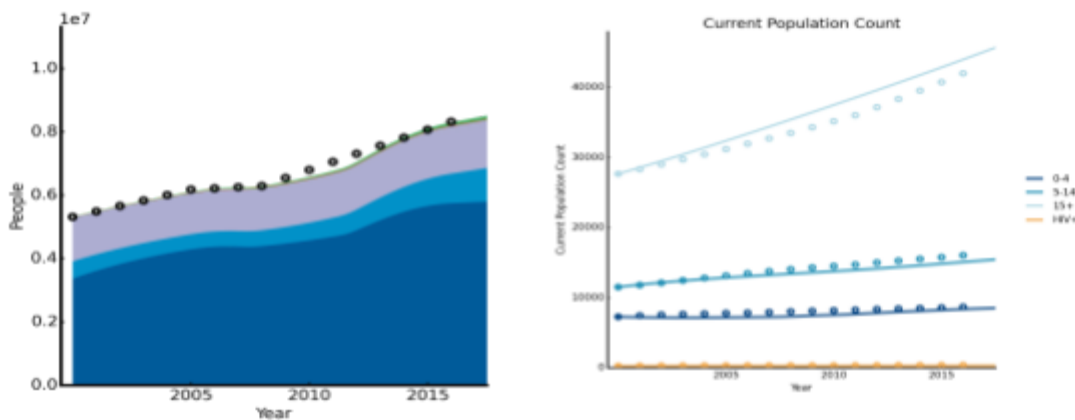 1e7
1.0
0.8
0.6
0.4
0.2
0.0
People
2005 2010 2015
Year
Current Population Count
40000
30000
20000
10000
0
Current Population Count
2005 2010 2015
Year
0-4
5-14
15+
HIV+